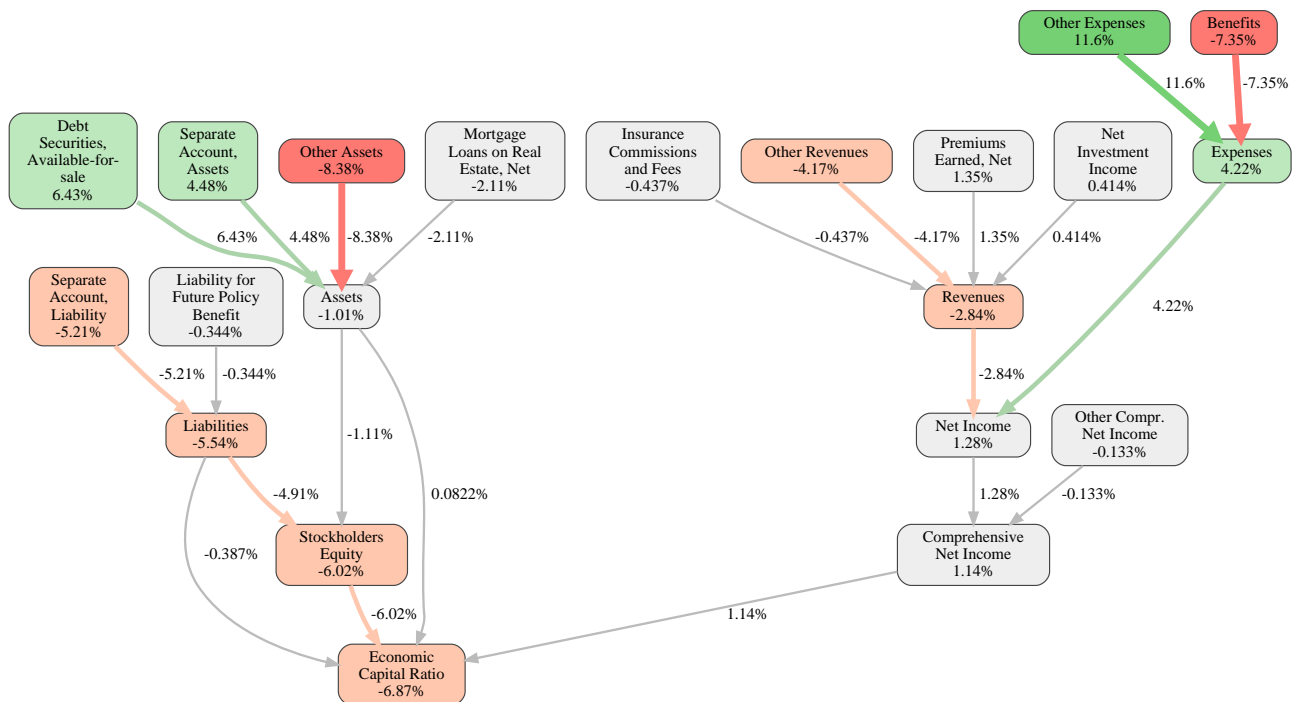 Other Expenses
11.6%
Benefits
-7.35%
11.6%
-7.35%
Debt
Securities,
Available-for-
sale
6.43%
Separate
Account,
Assets
4.48%
Other Assets
-8.38%
Mortgage
Loans on Real
Estate, Net
-2.11%
Insurance
Commissions
and Fees
-0.437%
Other Revenues
-4.17%
Premiums
Earned, Net
1.35%
Net
Investment
Income
0.414%
Expenses
4.22%
6.43%
4.48%
-8.38%
-2.11%
-0.437%
-4.17%
1.35%
0.414%
Separate
Account,
Liability
-5.21%
Liability for
Future Policy
Benefit
-0.344%
Assets
-1.01%
Revenues
-2.84%
4.22%
-5.21%
-0.344%
-2.84%
Liabilities
-5.54%
-1.11%
Net Income
1.28%
Other Compr.
Net Income
-0.133%
-4.91%
0.0822%
1.28%
-0.133%
-0.387%
Stockholders
Equity
-6.02%
Comprehensive
Net Income
1.14%
-6.02%
1.14%
Economic
Capital Ratio
-6.87%